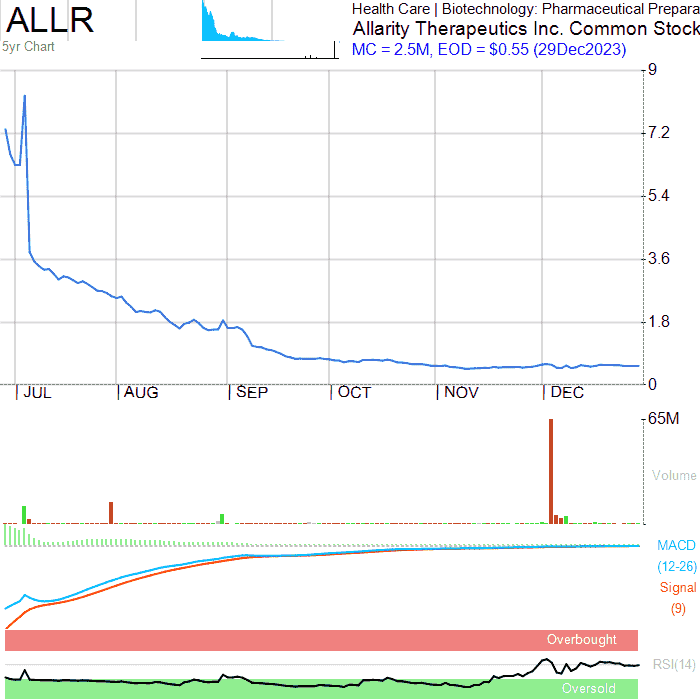 ALLR
5yr Chart
Health Care | Biotechnology: Pharmaceutical Prepara
Allarity Therapeutics Inc. Common Stock
MC = 2.5M, EOD = $0.55 (29Dec2023)
9
7.2
5.4
3.6
1.8
0
JUL AUG SEP OCT NOV DEC
65M
Volume
MACD
(12-26)
Signal
(9)
Overbought
RSI(14)
Oversold